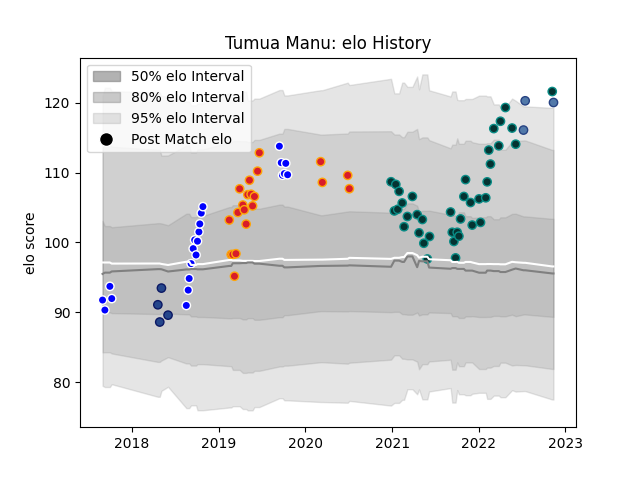 Tumua Manu: elo History
50% elo Interval
80% elo Interval
95% elo Interval
Post Match elo
elo score
120
110
100
90
80
2018 2019 2020 2021 2022 2023